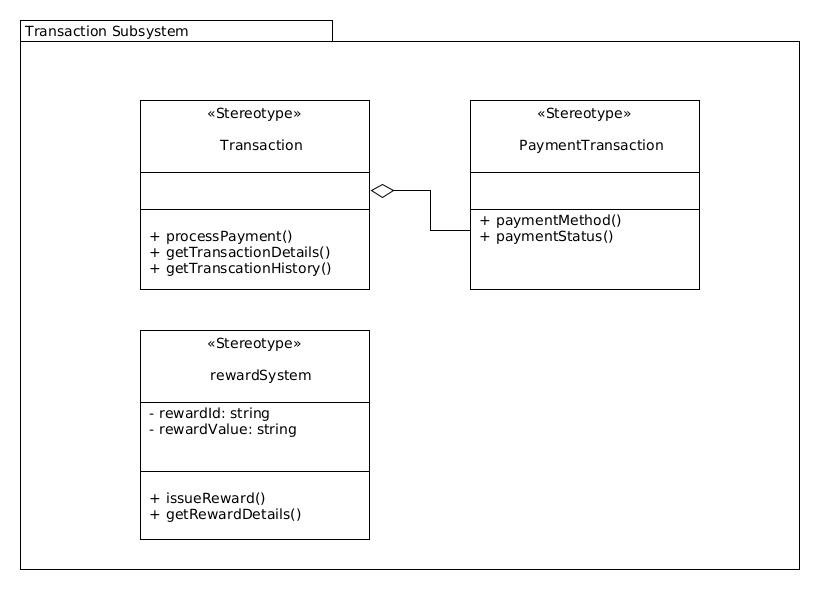 Transaction Subsystem
«Stereotype»
Transaction
+ processPayment()
+ getTransactionDetails()
+ getTranscationHistory()
«Stereotype»
PaymentTransaction
+ paymentMethod()
+ paymentStatus()
«Stereotype»
rewardSystem
- rewardId: string
- rewardValue: string
+ issueReward()
+ getRewardDetails()